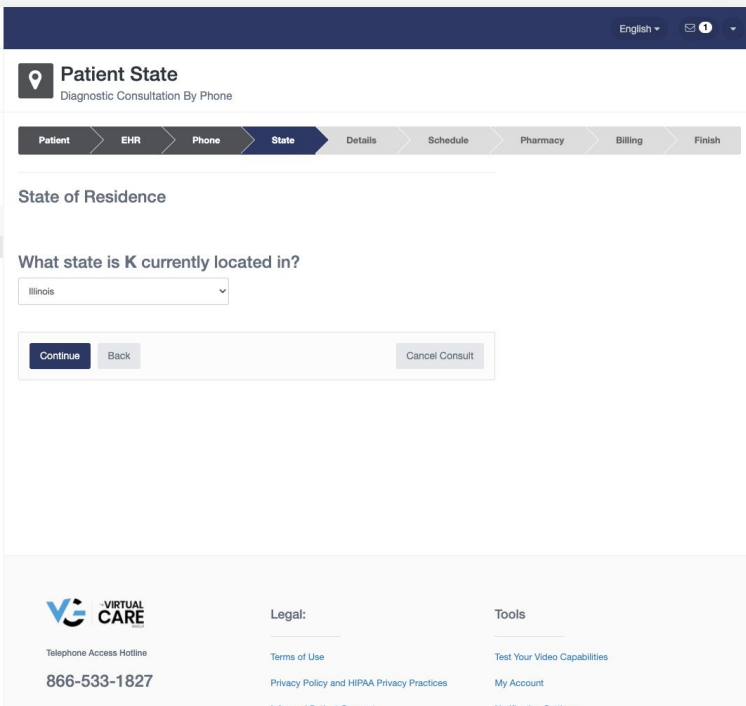 English 1
Patient State
Diagnostic Consultation By Phone
Patient EHR Phone State Details Schedule Pharmacy Billing Finish
State of Residence
What state is K currently located in?
Illinois
Continue Back Cancel Consult
VIRTUAL
CARE
Legal: Tools
Telephone Access Hotline
866-533-1827
Terms of Use
Privacy Policy and HIPAA Privacy Practices
Test Your Video Capabilities
My Account